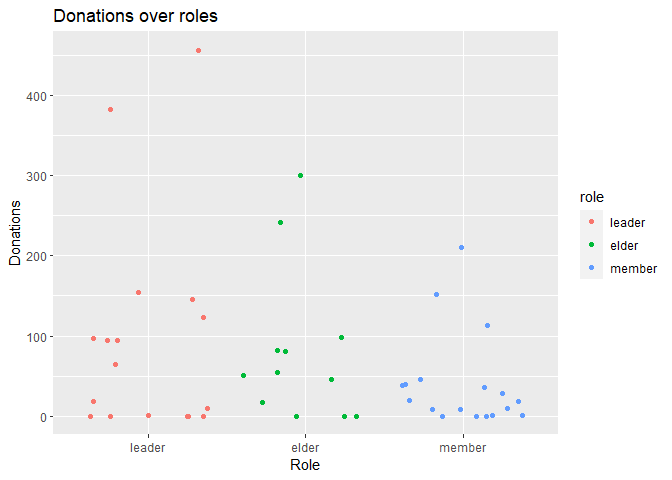 Donations over roles
400
300
200
100
0
Donations
leader
elder
member
Role
role
leader
elder
member